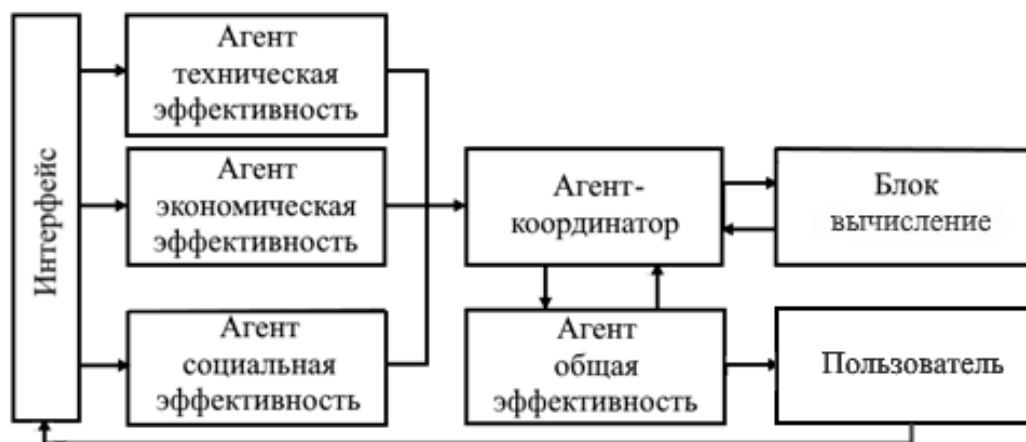 Интерфейс
Агент
техническая
эффективность
Агент
экономическая
эффективность
Агент
социальная
эффективность
Агент-
координатор
Блок
вычисление
Агент
общая
эффективность
Пользователь